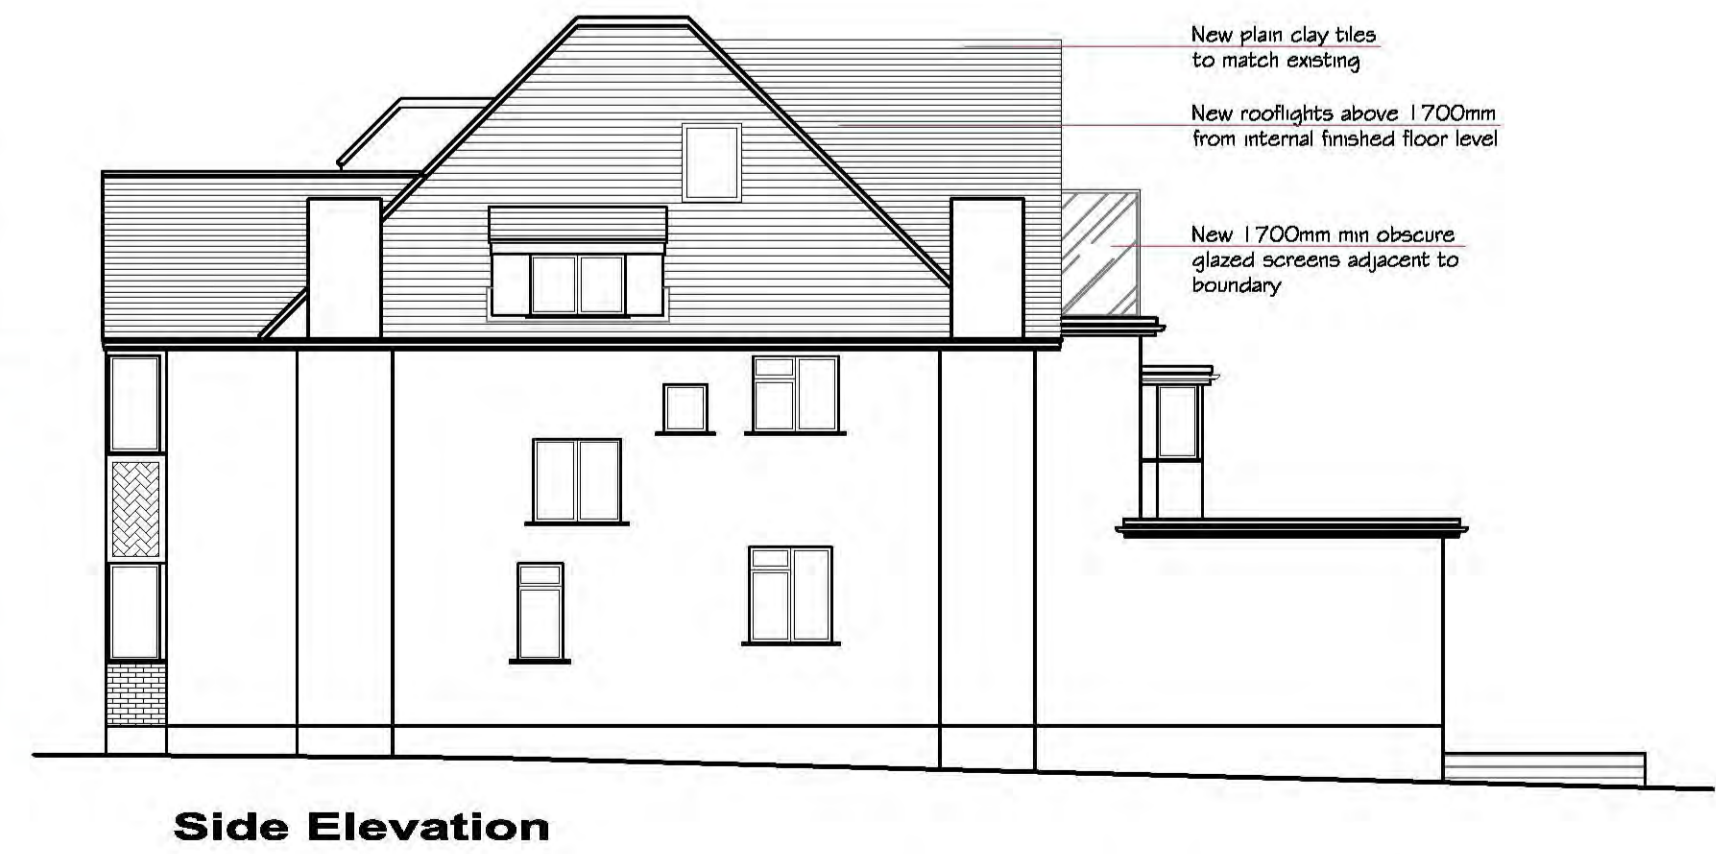 New plain clay tiles
to match existing
New rooflights above 1700mm
from internal finished floor level
New 1700mm min obscure
glazed screens adjacent to
boundary
Side Elevation